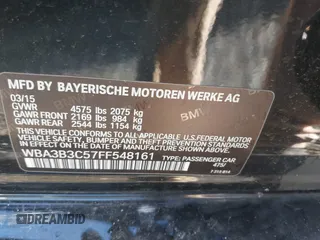 MFD BY BAYERISCHE MOTOREN WERKE AG
03/15
GVWR 4575 lbs 2075 kg
GAWR FRONT 2169 lbs 984 kg
GAWR REAR 2544 lbs 1154 kg
THIS VEHICLE CONFORMS TO ALL APPLICABLE FEDERAL MOTOR
VEHICLE SAFETY, BUMPER, AND THEFT PREVENTION
STANDARDS IN EFFECT ON THE DATE OF MANUFACTURE SHOWN ABOVE
WBA3B3C57FF548161 TYPE: PASSENGER CAR
475/
DREAMBID